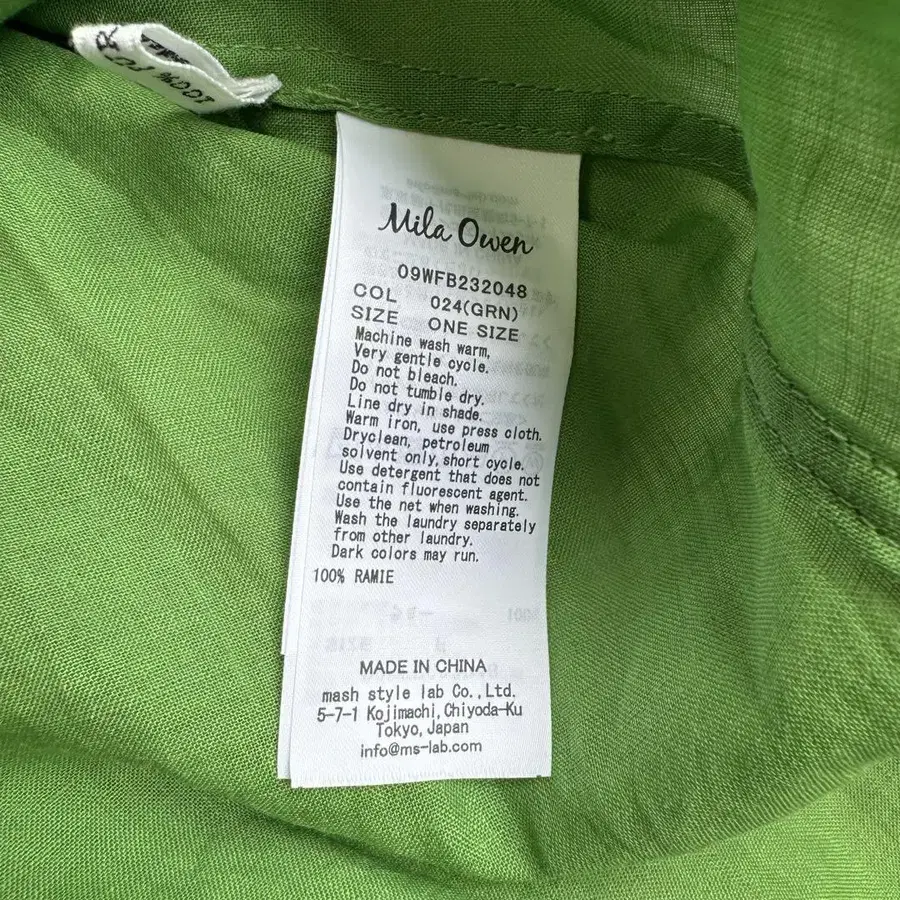 100%
Mila Owen
09WFB232048
COL 024(GRN)
SIZE ONE SIZE
Machine wash warm,
Very gentle cycle.
Do not bleach.
Do not tumble dry.
Line dry in shade.
Warm iron, use press cloth.
Dryclean, petroleum
solvent only, short cycle.
Use detergent that does not
contain fluorescent agent.
Use the net when washing.
Wash the laundry separately
from other laundry.
Dark colors may run.
100% RAMIE
MADE IN CHINA
mash style lab Co.,Ltd.
5-7-1 Kojimachi,Chiyoda-Ku
Tokyo,Japan
info@ms-lab.com